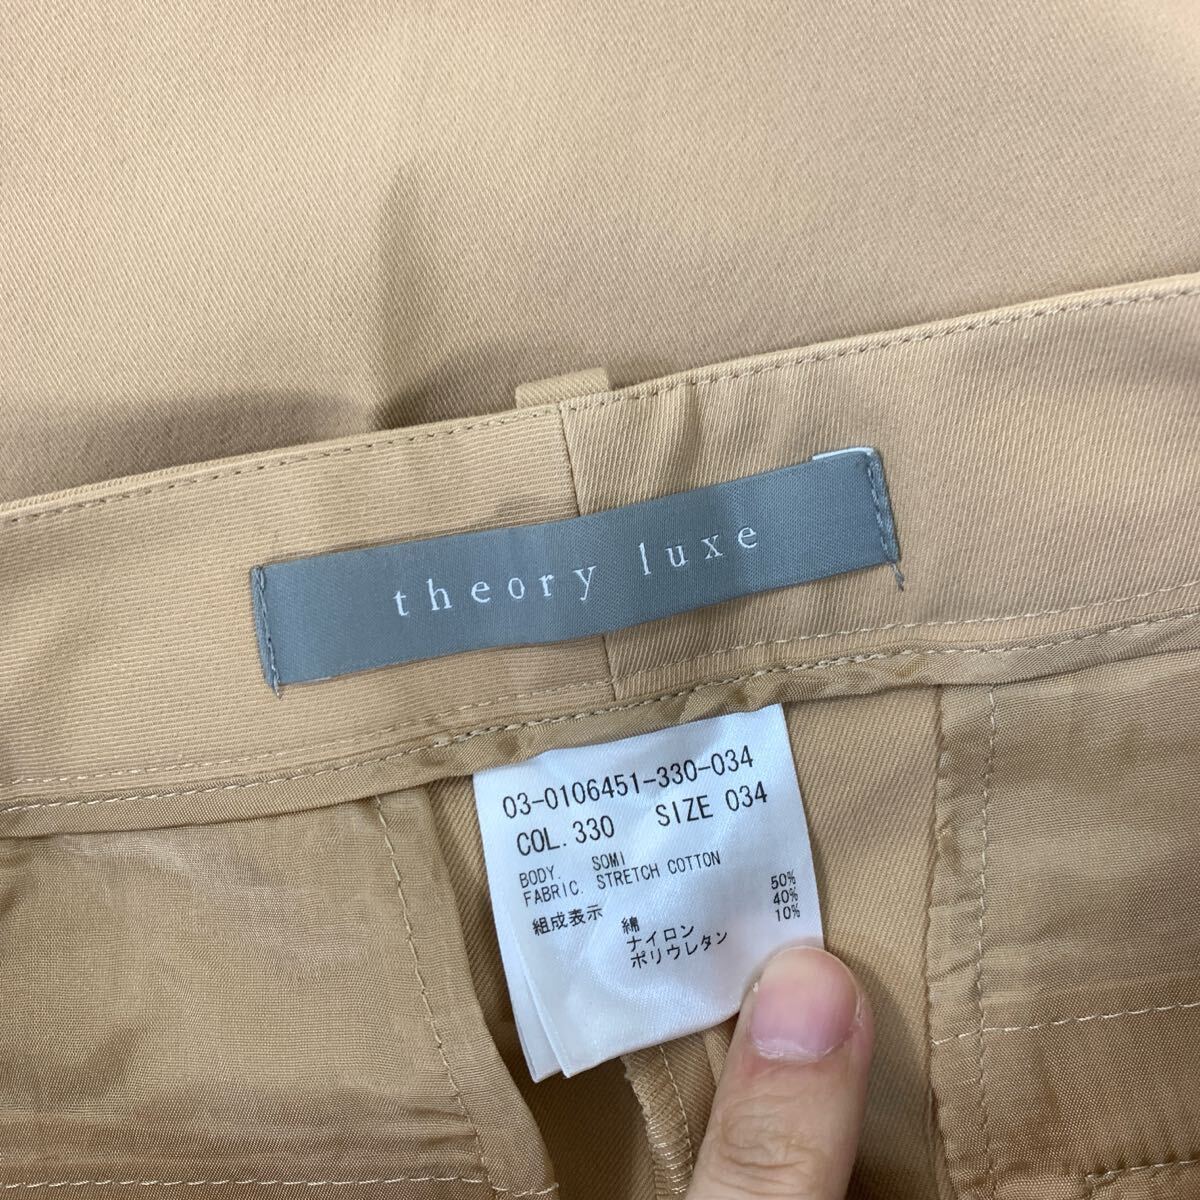 theory luxe
03-0106451-330-034
COL. 330 SIZE 034
BODY. SOMI
FABRIC. STRETCH COTTON
組成表示 綿 50%
ナイロン 40%
ポリウレタン 10%